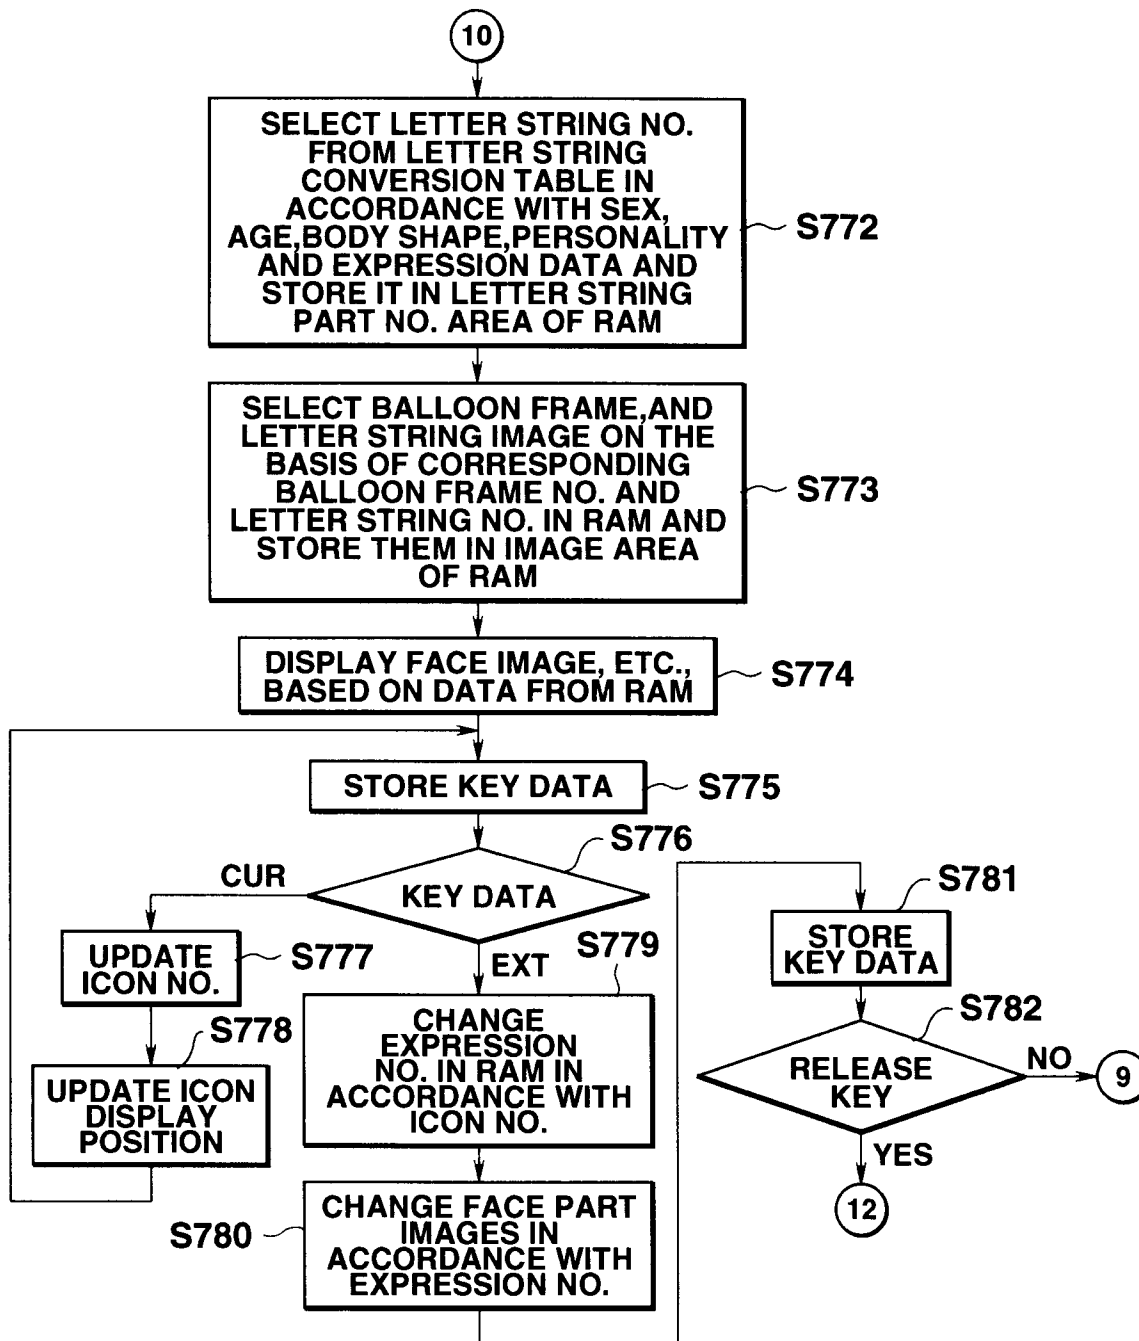 10
SELECT LETTER STRING NO.
FROM LETTER STRING
CONVERSION TABLE IN
ACCORDANCE WITH SEX,
AGE,BODY SHAPE,PERSONALITY
AND EXPRESSION DATA AND
STORE IT IN LETTER STRING
PART NO. AREA OF RAM
S772
SELECT BALLOON FRAME,AND
LETTER STRING IMAGE ON THE
BASIS OF CORRESPONDING
BALLOON FRAME NO. AND
LETTER STRING NO. IN RAM AND
STORE THEM IN IMAGE AREA
OF RAM
S773
DISPLAY FACE IMAGE, ETC.,
BASED ON DATA FROM RAM
S774
STORE KEY DATA
S775
KEY DATA
S776
CUR
UPDATE
ICON NO.
S777
UPDATE ICON
DISPLAY
POSITION
S778
EXT
CHANGE
EXPRESSION
NO. IN RAM IN
ACCORDANCE WITH
ICON NO.
S779
CHANGE FACE PART
IMAGES IN
ACCORDANCE WITH
EXPRESSION NO.
S780
STORE
KEY DATA
S781
RELEASE
KEY
S782
NO
9
YES
12